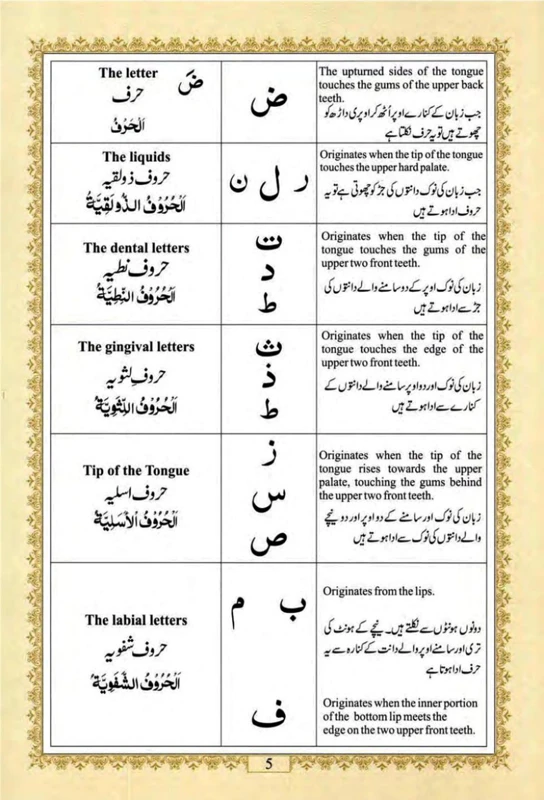 The letter ضَ
حرف
اَلْحَرْفُ
ض
The upturned sides of the tongue
touches the gums of the upper back
teeth.
جب زبان کے کنارے اوپر اُٹھ کر اوپری داڑھ کو
چھوتے ہیں تو یہ حرف نکلتا ہے
The liquids
حروف ذولقیہ
اَلْحُرُوْفُ الذُّوْلَقِيَّةُ
ر ل ن
Originates when the tip of the tongue
touches the upper hard palate.
جب زبان کی نوک دانتوں کی جڑ کو چھوتی ہے تو یہ
حروف ادا ہوتے ہیں
The dental letters
حروف نطیہ
اَلْحُرُوْفُ النِّطِيَّةُ
ت
د
ط
Originates when the tip of the
tongue touches the gums of the
upper two front teeth.
زبان کی نوک اوپر کے دو سامنے والے دانتوں کی
جڑ سے ادا ہوتے ہیں
The gingival letters
حروف لثویہ
اَلْحُرُوْفُ اللِّثَوِيَّةُ
ث
ذ
ط
Originates when the tip of the
tongue touches the edge of the
upper two front teeth.
زبان کی نوک اور دو اوپر سامنے والے دانتوں کے
کنارے سے ادا ہوتے ہیں
Tip of the Tongue
حروف اسلیہ
اَلْحُرُوْفُ الْاَسَلِيَّةُ
ز
س
ص
Originates when the tip of the
tongue rises towards the upper
palate, touching the gums behind
the upper two front teeth.
زبان کی نوک اور سامنے کے دو اوپر اور دو نیچے
والے دانتوں کی نوک سے ادا ہوتے ہیں
The labial letters
حروف شفویہ
اَلْحُرُوْفُ الشَّفَوِيَّةُ
ب م
ف
Originates from the lips.
دونوں ہونٹوں سے نکلتے ہیں۔ نیچے کے ہونٹ کی
تری اور سامنے اوپر والے دانت کے کنارہ سے یہ
حرف ادا ہوتا ہے
Originates when the inner portion
of the bottom lip meets the
edge on the two upper front teeth.
5